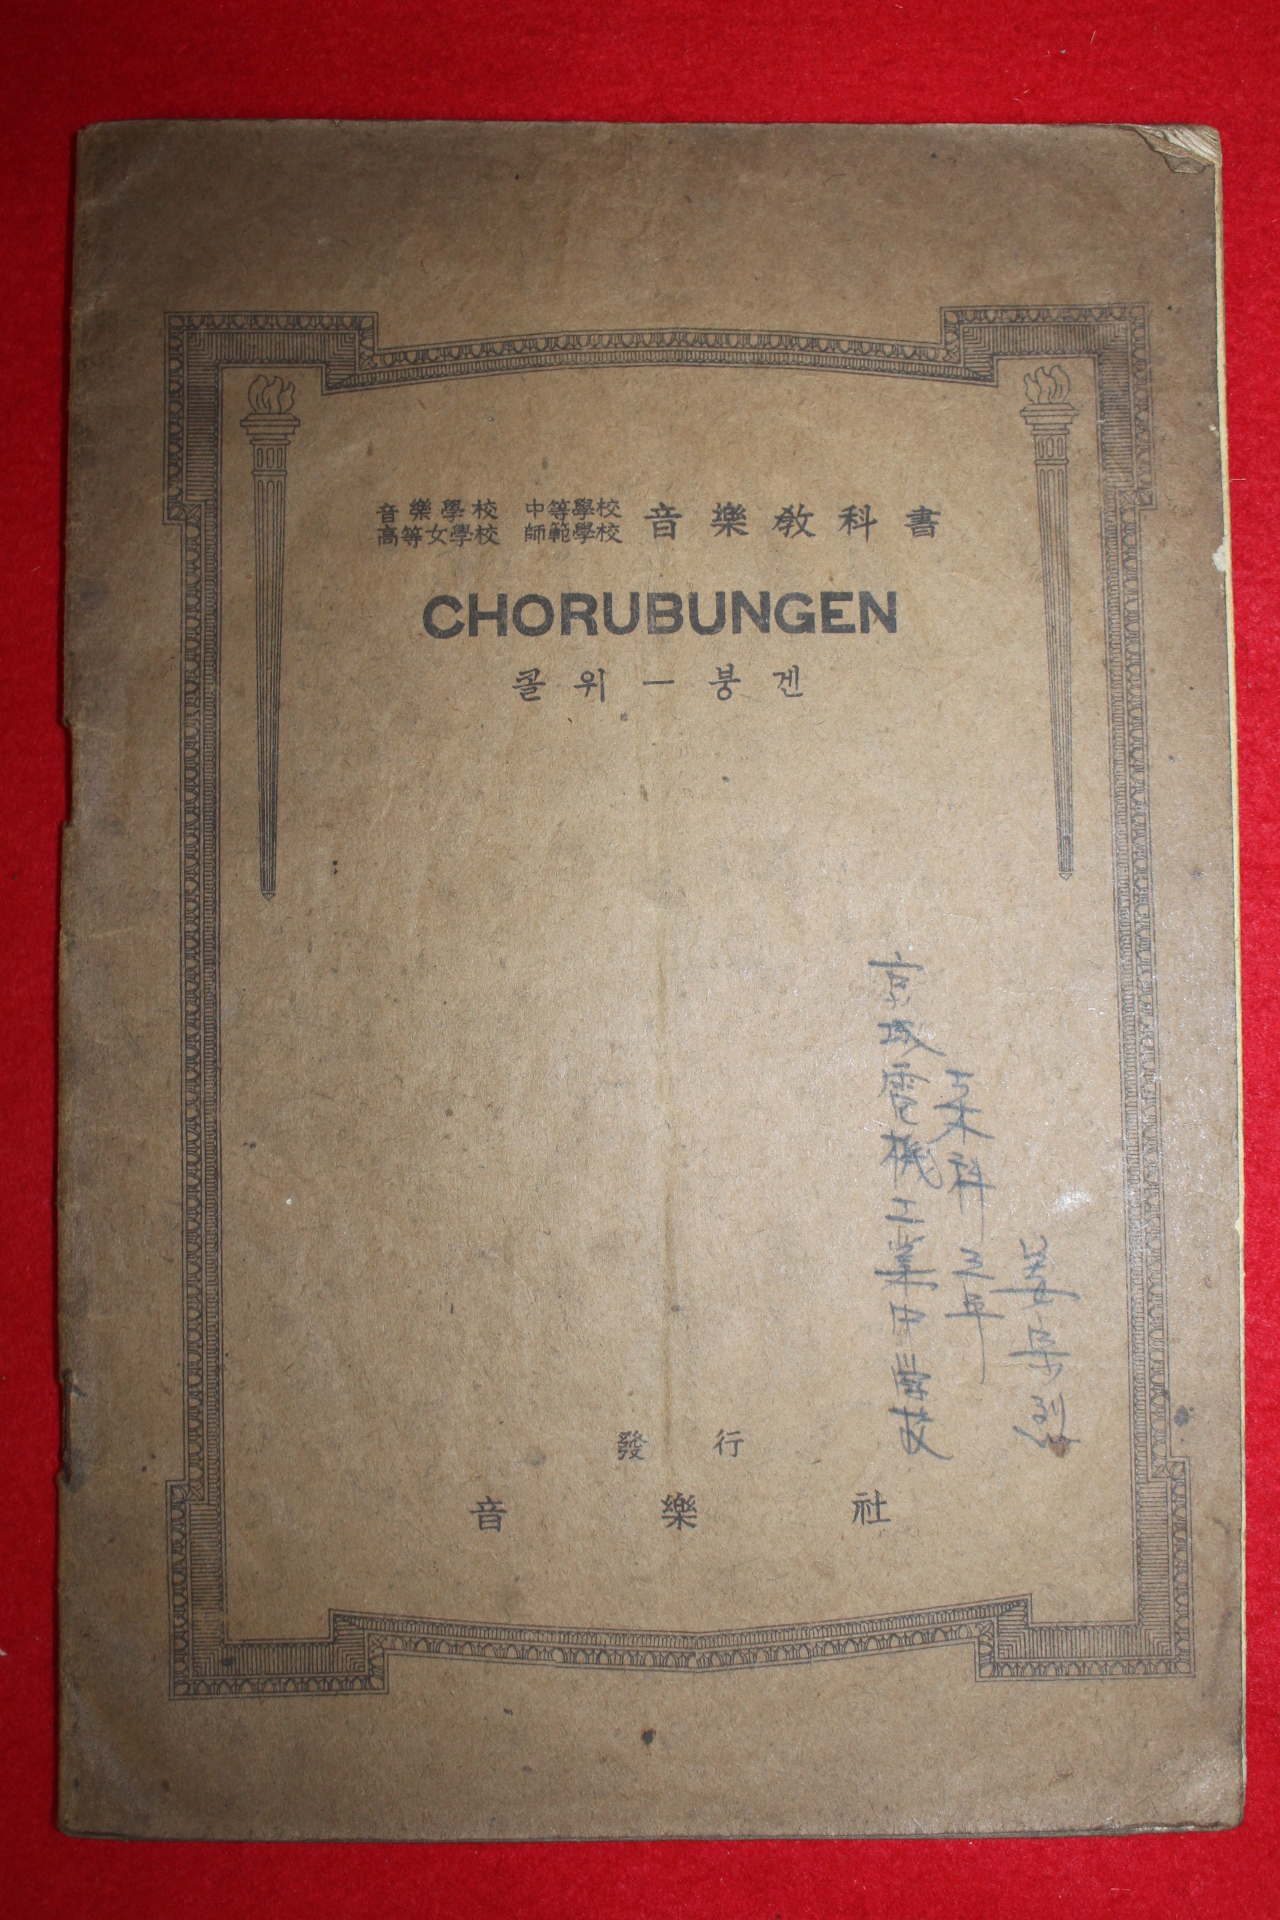 音樂學校 中等學校
高等女學校 師範學校 音樂敎科書
CHORUBUNGEN
콜위ー붕겐
京城電機工業中學校
科 三年
姜
發行
音樂社